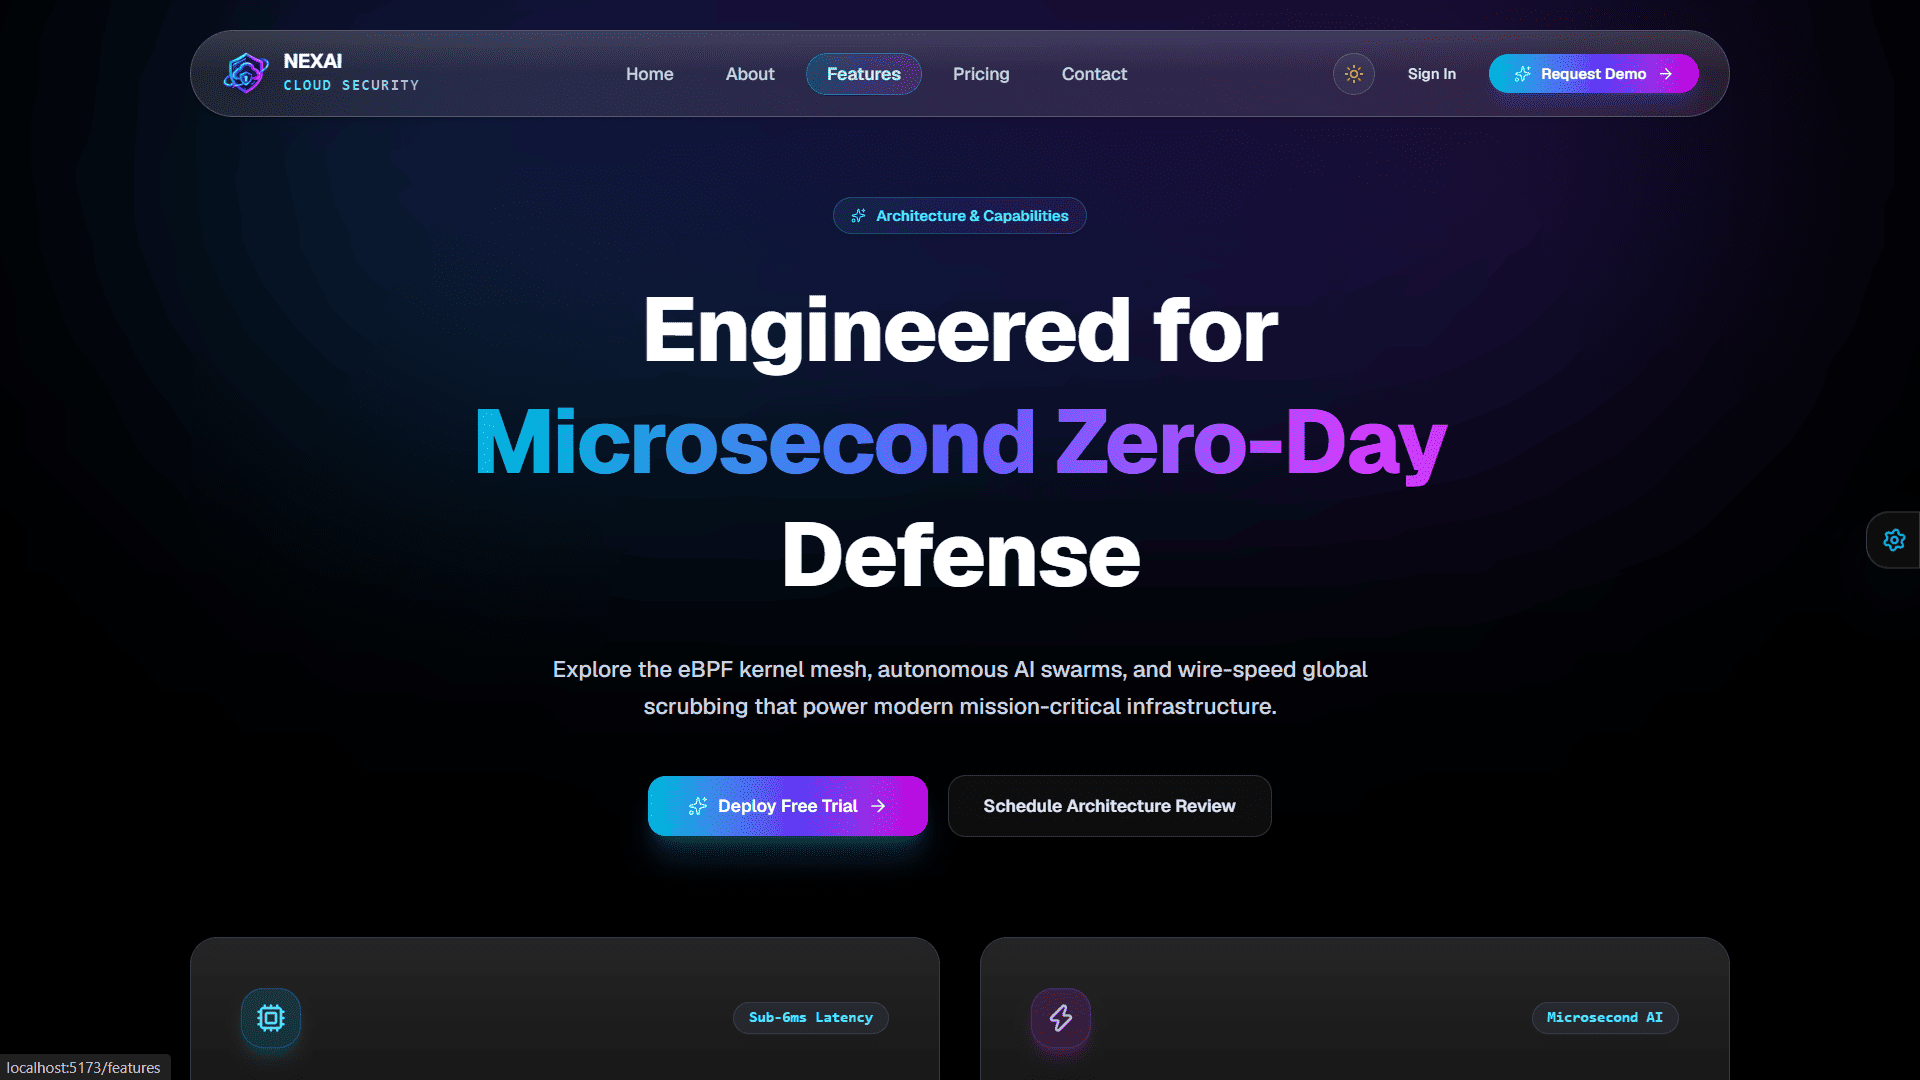 NEXAI
CLOUD SECURITY
Home
About
Features
Pricing
Contact
Sign In
Request Demo
Architecture & Capabilities
Engineered for
Microsecond Zero-Day
Defense
Explore the eBPF kernel mesh, autonomous AI swarms, and wire-speed global
scrubbing that power modern mission-critical infrastructure.
Deploy Free Trial
Schedule Architecture Review
Sub-6ms Latency
Microsecond AI
localhost:5173/features